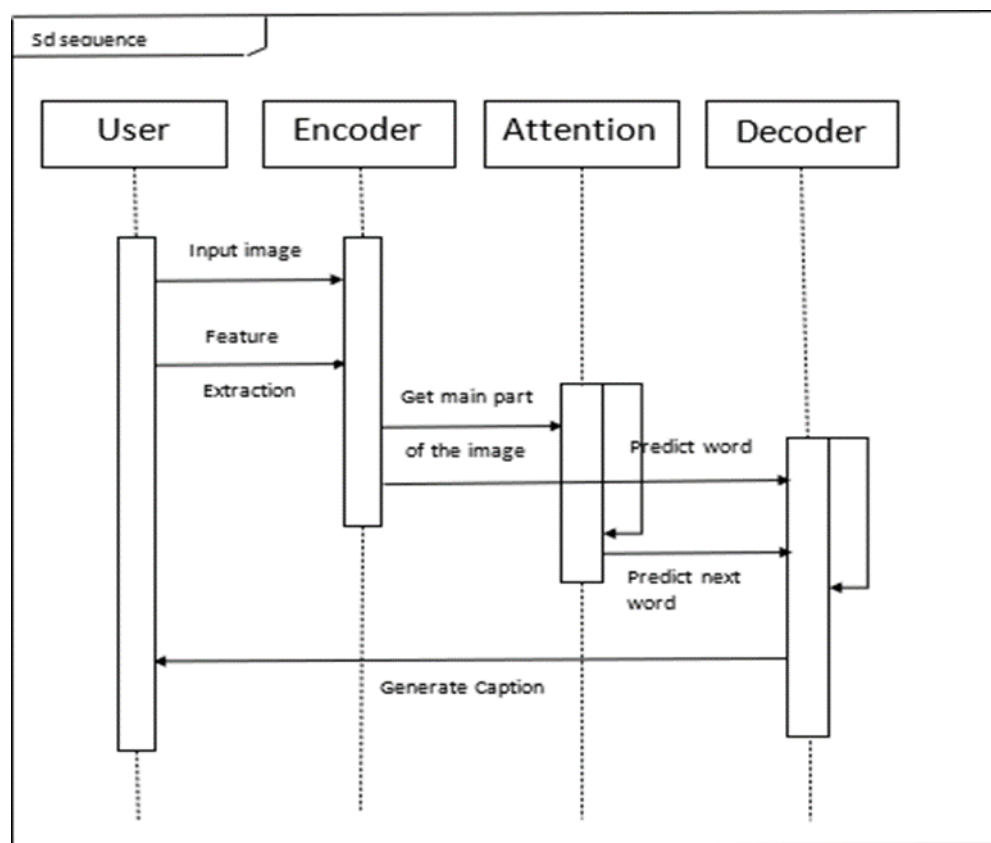 Sd sequence
User
Encoder
Attention
Decoder
Input image
Feature
Extraction
Get main part
of the image
Predict word
Predict next
word
Generate Caption